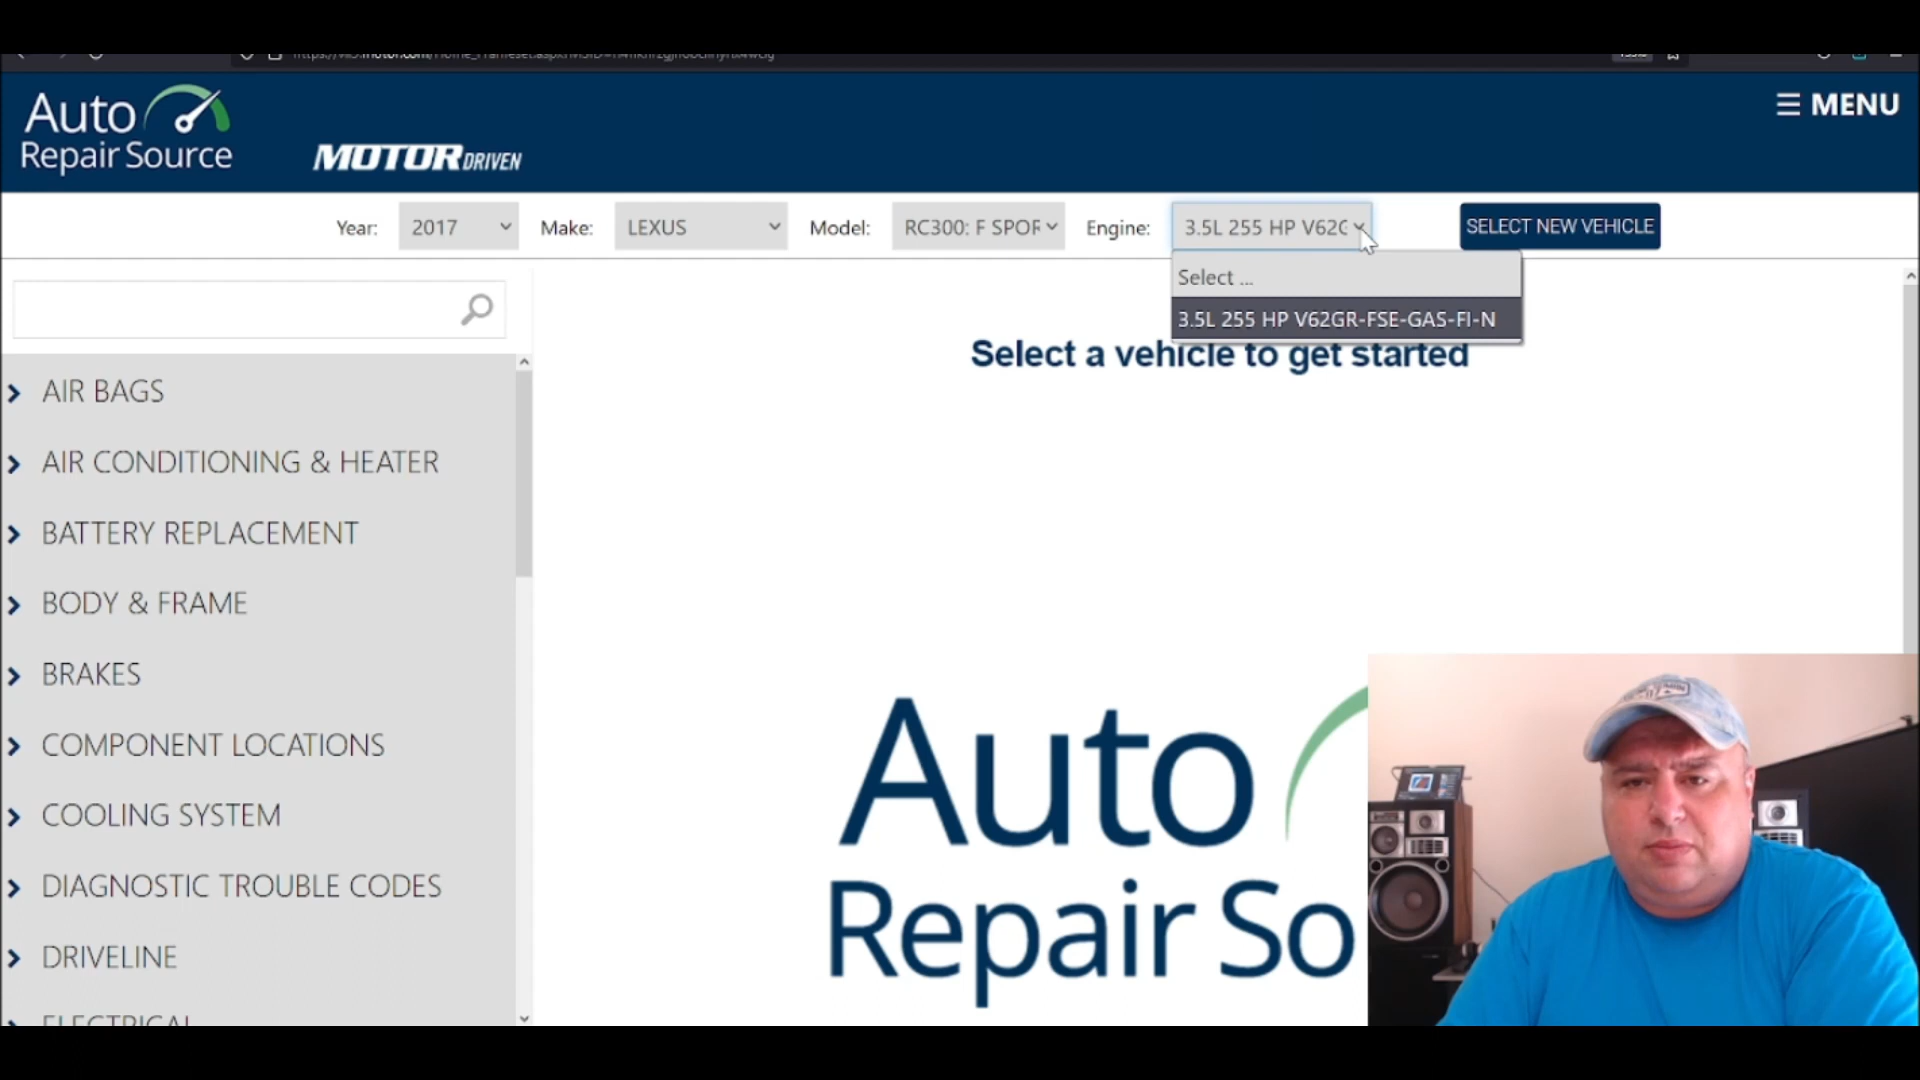 Auto
Repair Source
MOTOR DRIVEN
☰ MENU
Year: 2017 Make: LEXUS Model: RC300: F SPOR Engine: 3.5L 255 HP V62G SELECT NEW VEHICLE
Select ...
3.5L 255 HP V62GR-FSE-GAS-FI-N
Select a vehicle to get started
AIR BAGS
AIR CONDITIONING & HEATER
BATTERY REPLACEMENT
BODY & FRAME
BRAKES
COMPONENT LOCATIONS
COOLING SYSTEM
DIAGNOSTIC TROUBLE CODES
DRIVELINE
ELECTRICAL
Auto
Repair So